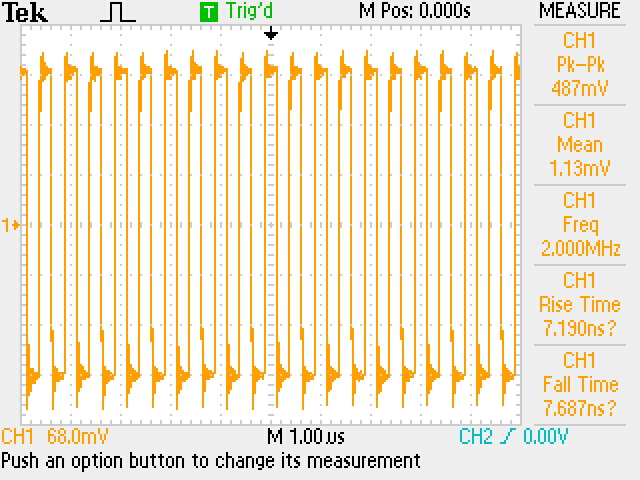 Tek T Trig'd M Pos: 0.000s MEASURE
CH1
Pk-Pk
487mV
CH1
Mean
1.13mV
1
CH1
Freq
2.000MHz
CH1
Rise Time
7.190ns?
CH1
Fall Time
7.687ns?
CH1 68.0mV M 1.00us CH2 0.00V
Push an option button to change its measurement